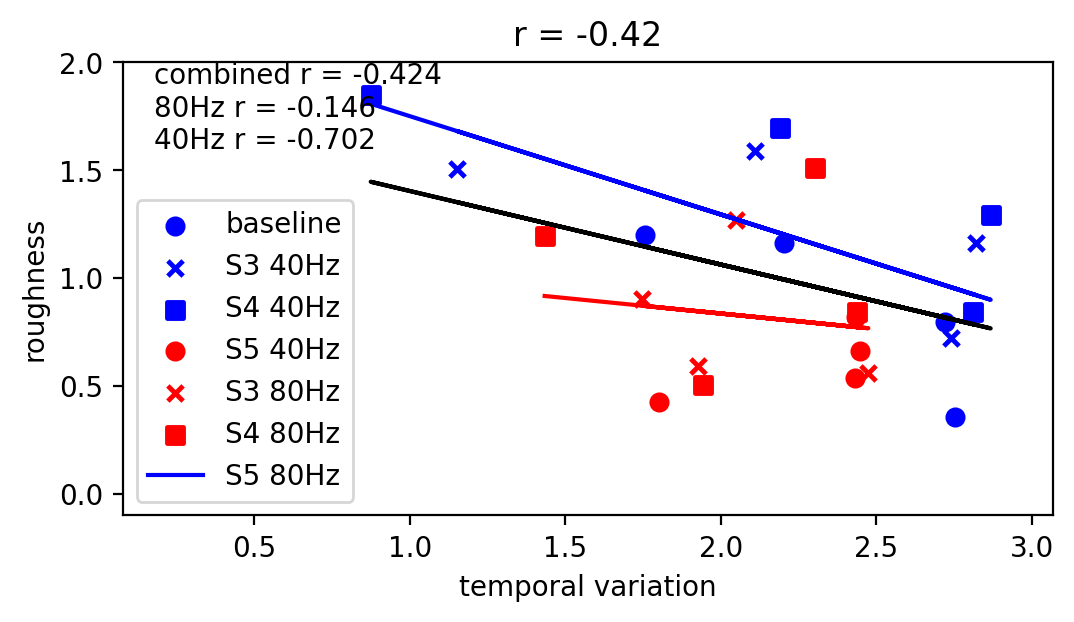 r = -0.42
combined r = -0.424
80Hz r = -0.146
40Hz r = -0.702
2.0
1.5
1.0
0.5
0.0
roughness
baseline
S3 40Hz
S4 40Hz
S5 40Hz
S3 80Hz
S4 80Hz
S5 80Hz
0.5 1.0 1.5 2.0 2.5 3.0
temporal variation